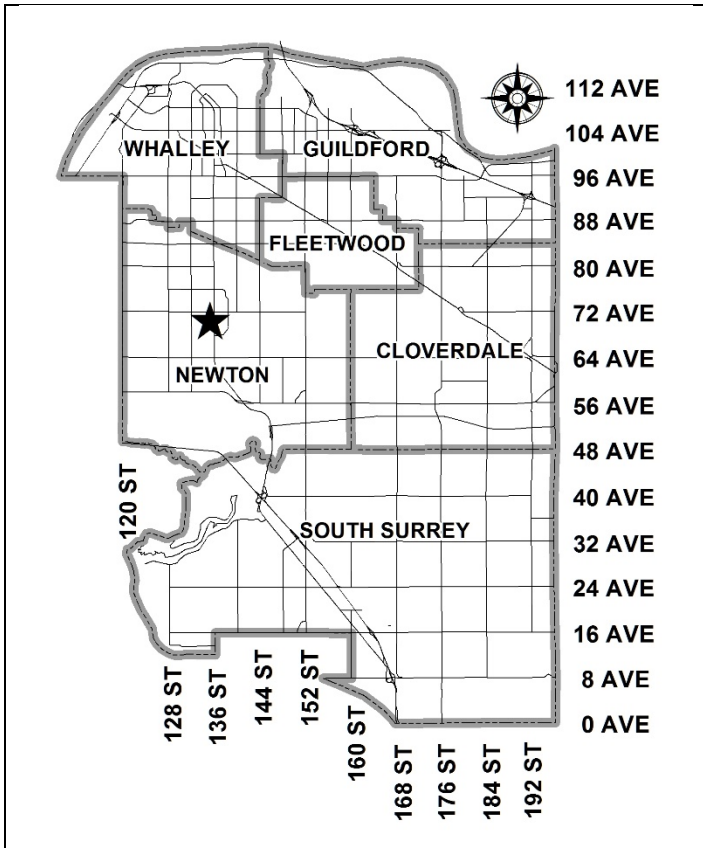 112 AVE
104 AVE
WHALLEY
GUILDFORD
96 AVE
88 AVE
FLEETWOOD
80 AVE
72 AVE
CLOVERDALE
64 AVE
NEWTON
56 AVE
48 AVE
120 ST
40 AVE
SOUTH SURREY
32 AVE
24 AVE
16 AVE
128 ST
136 ST
144 ST
152 ST
8 AVE
160 ST
0 AVE
168 ST
176 ST
184 ST
192 ST